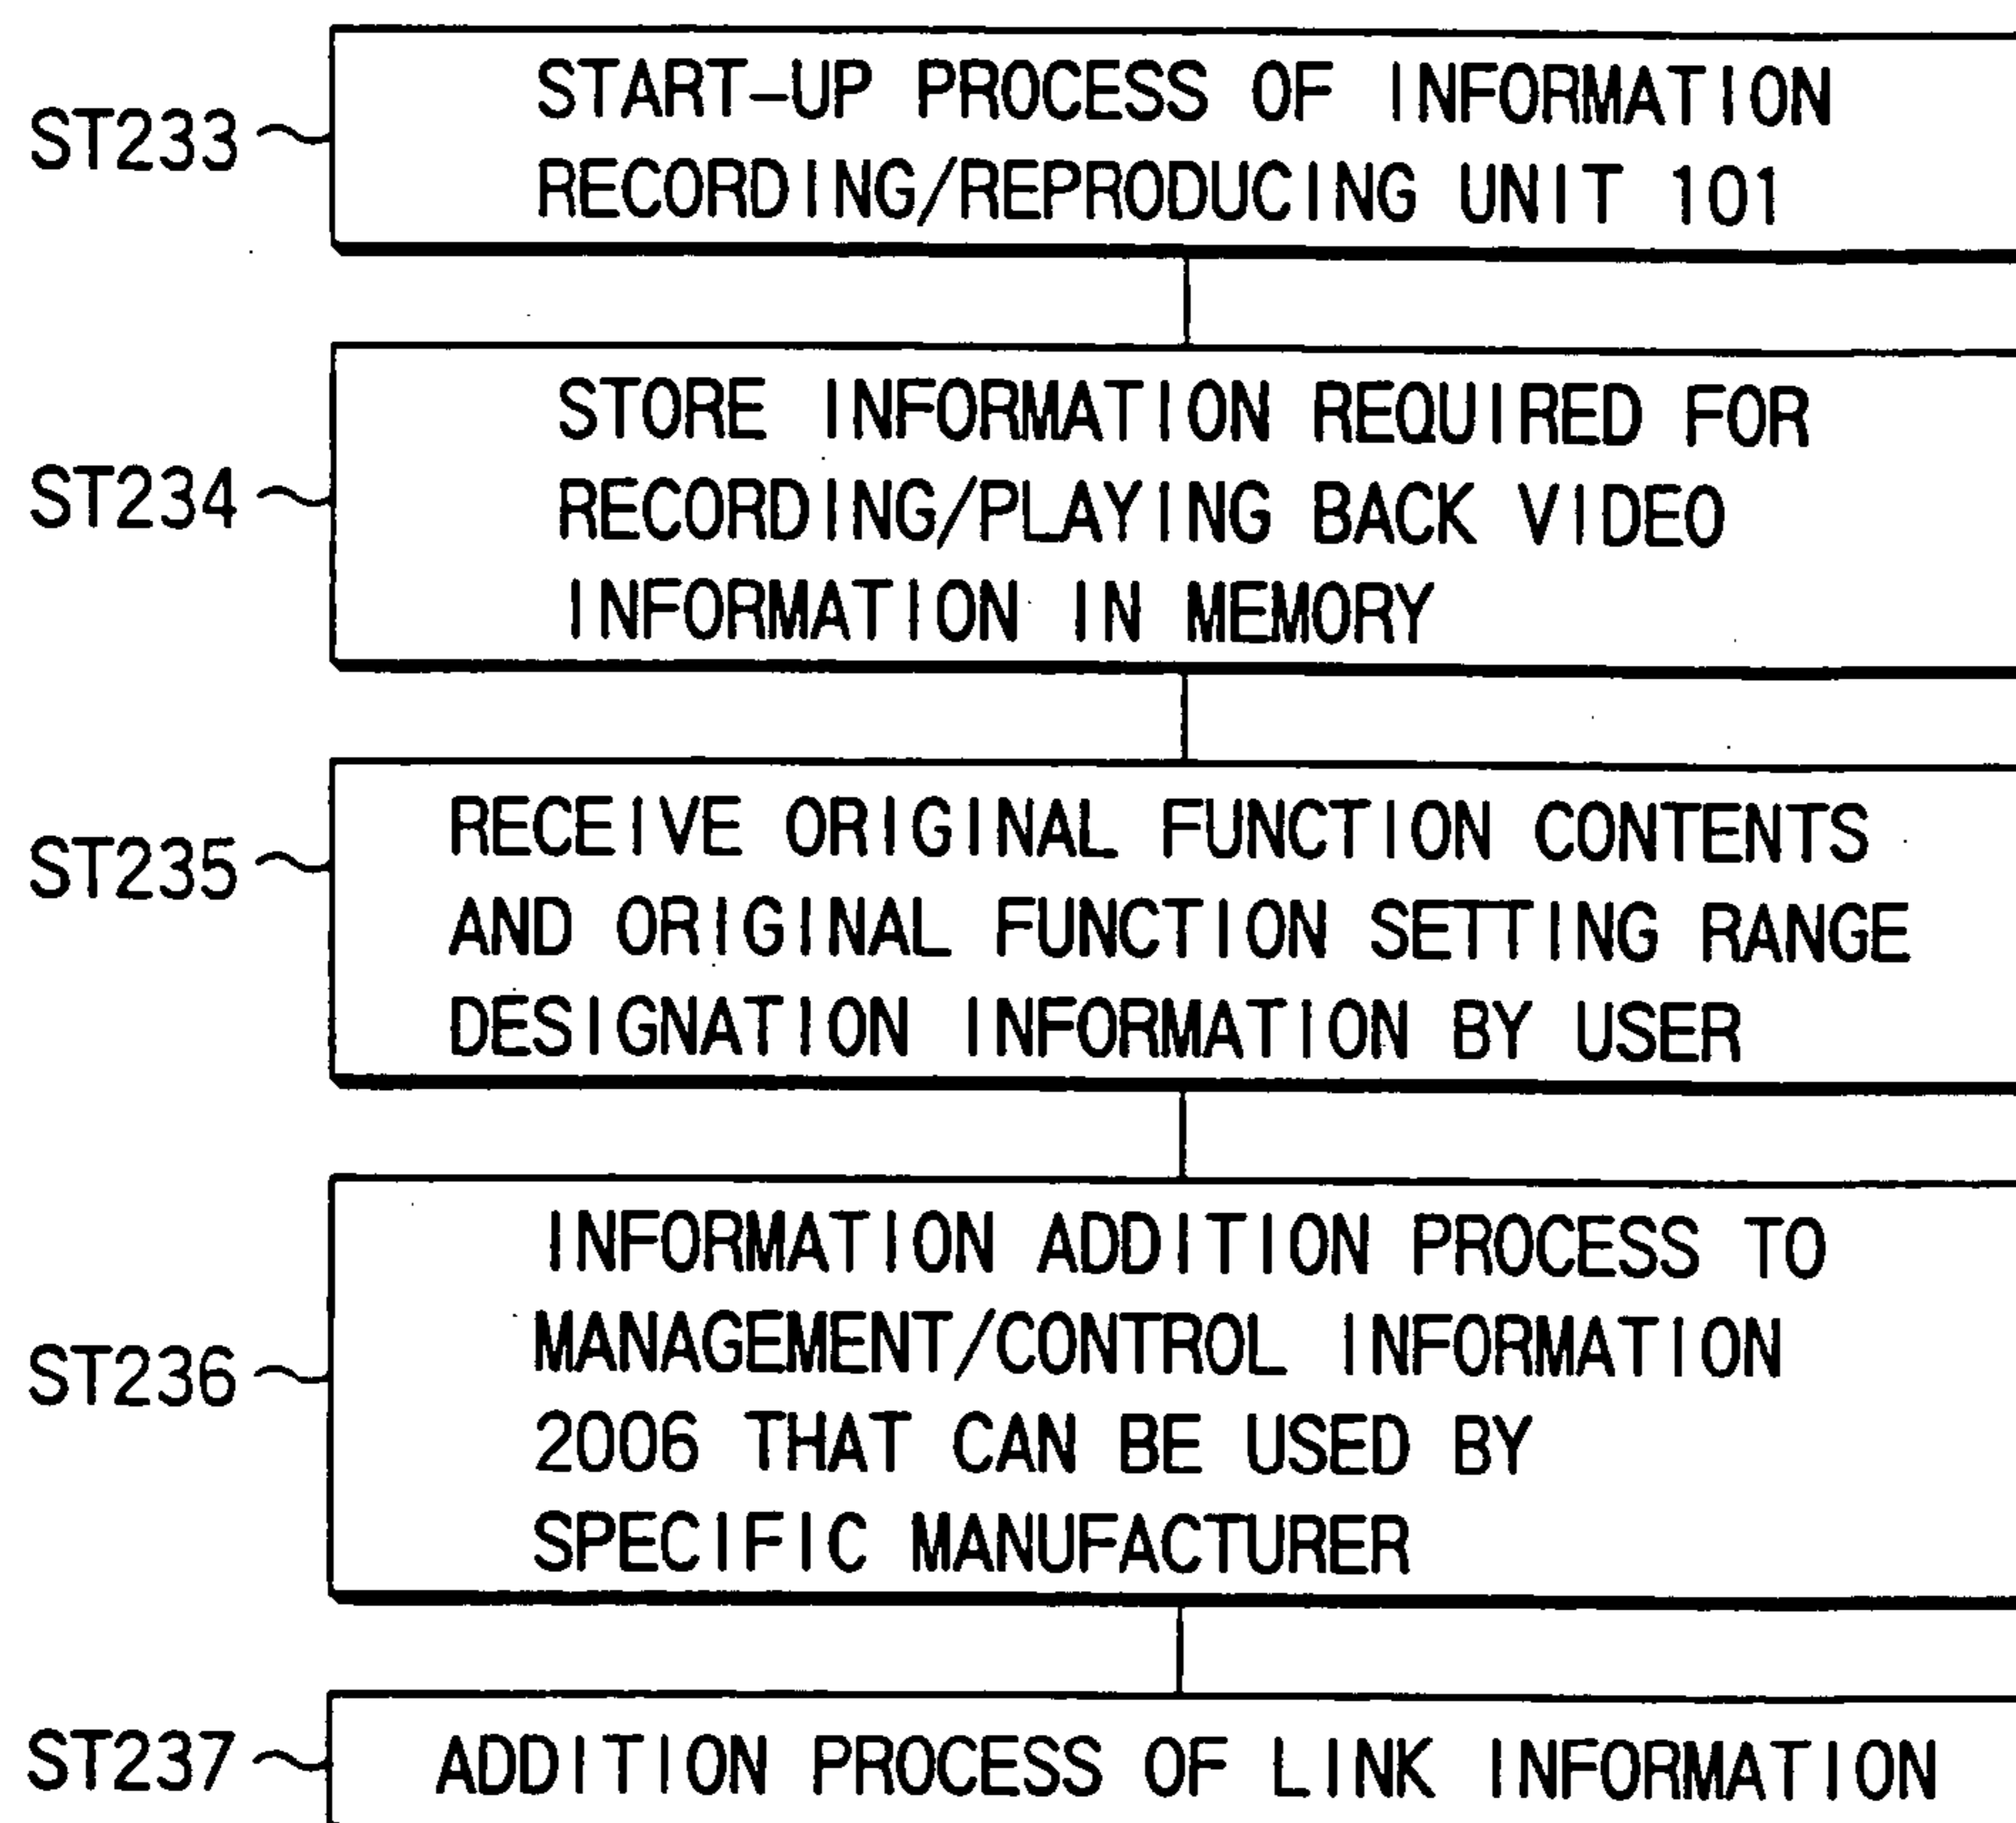 ST233
START-UP PROCESS OF INFORMATION
RECORDING/REPRODUCING UNIT 101
ST234
STORE INFORMATION REQUIRED FOR
RECORDING/PLAYING BACK VIDEO
INFORMATION IN MEMORY
ST235
RECEIVE ORIGINAL FUNCTION CONTENTS
AND ORIGINAL FUNCTION SETTING RANGE
DESIGNATION INFORMATION BY USER
ST236
INFORMATION ADDITION PROCESS TO
MANAGEMENT/CONTROL INFORMATION
2006 THAT CAN BE USED BY
SPECIFIC MANUFACTURER
ST237
ADDITION PROCESS OF LINK INFORMATION